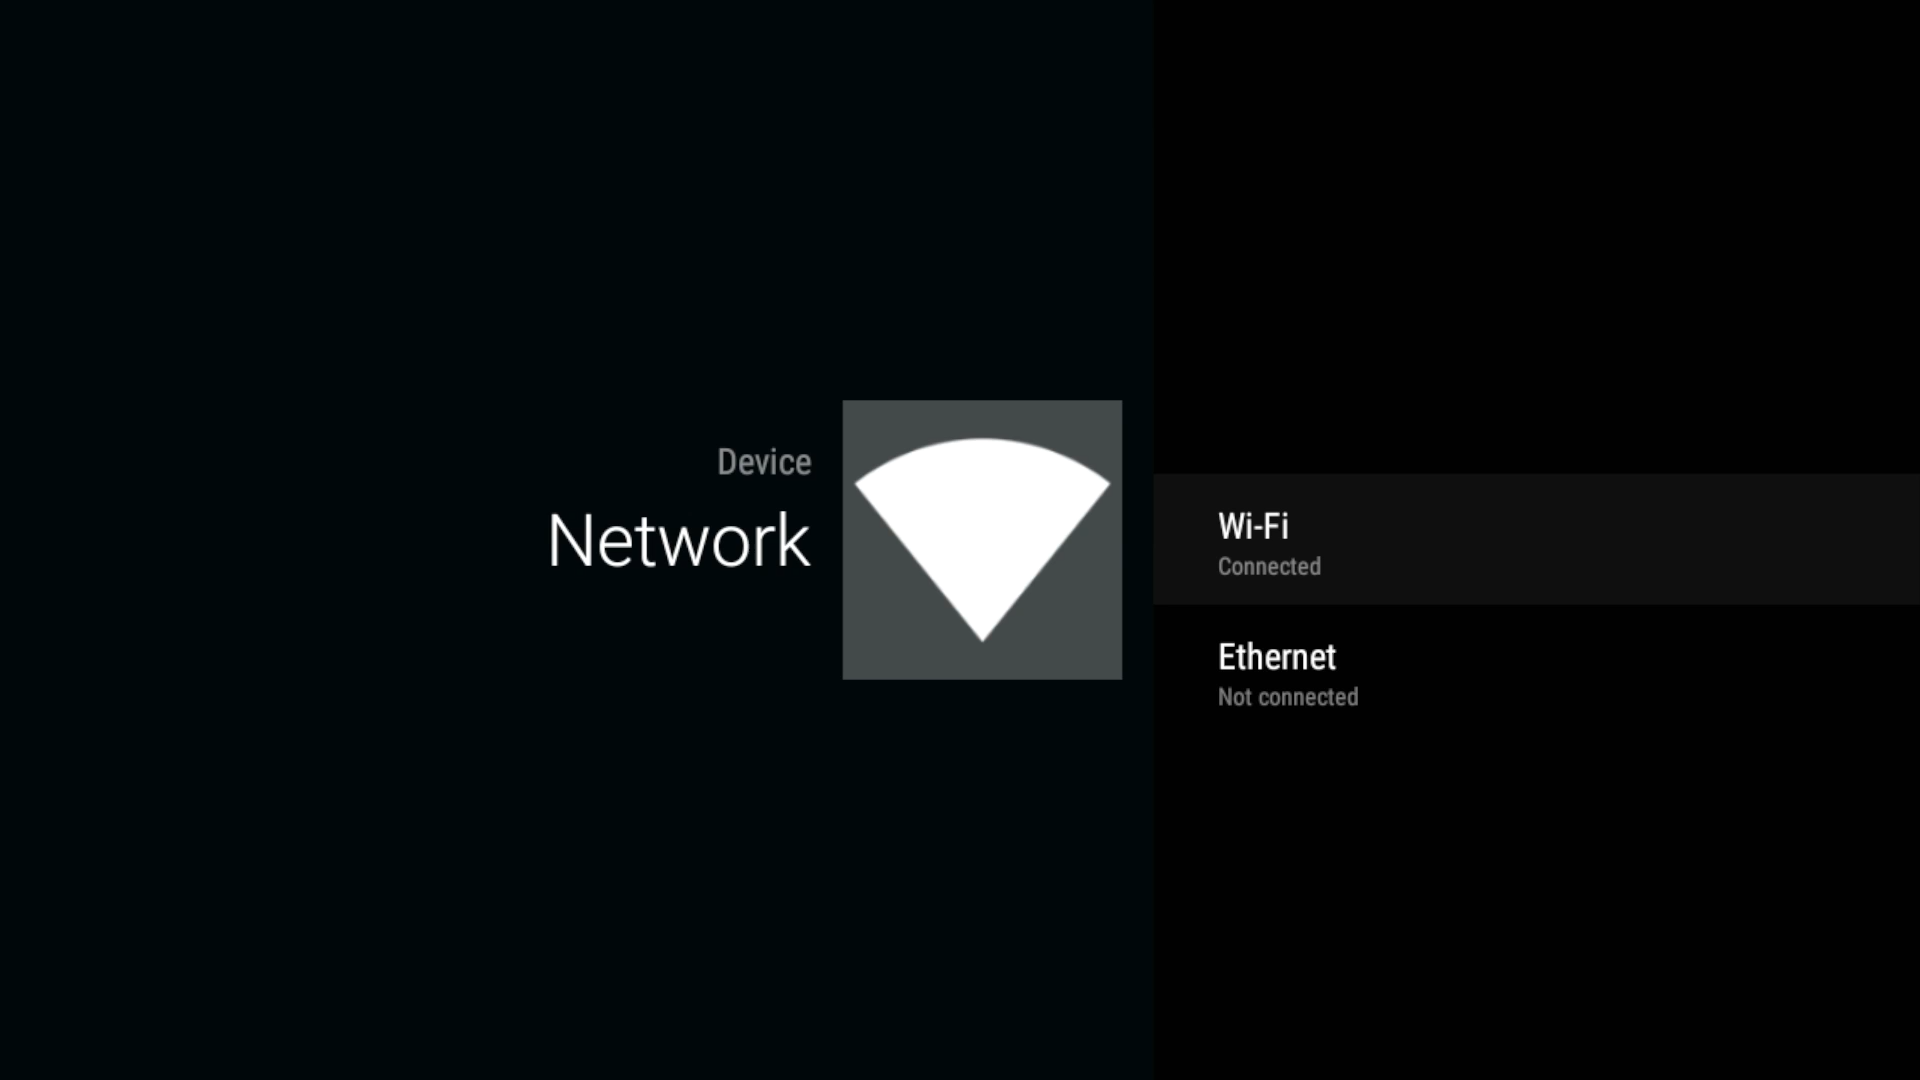 Device
Network
Wi-Fi
Connected
Ethernet
Not connected